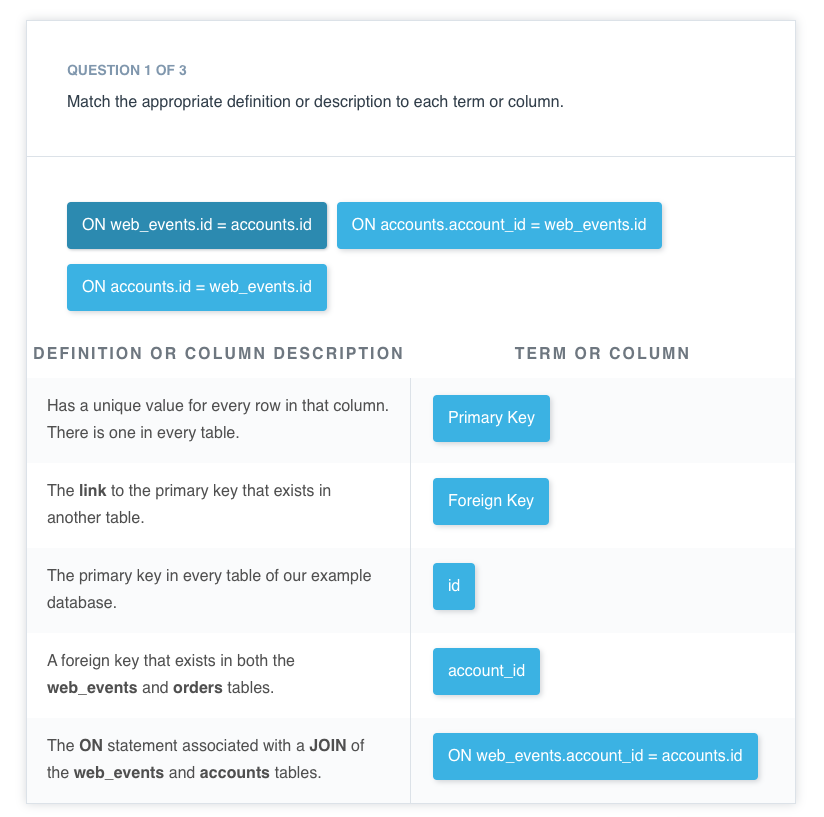 QUESTION 1 OF 3
Match the appropriate definition or description to each term or column.
ON web_events.id = accounts.id
ON accounts.account_id = web_events.id
ON accounts.id = web_events.id
DEFINITION OR COLUMN DESCRIPTION
TERM OR COLUMN
Has a unique value for every row in that column.
There is one in every table.
Primary Key
The link to the primary key that exists in
another table.
Foreign Key
The primary key in every table of our example
database.
id
A foreign key that exists in both the
web_events and orders tables.
account_id
The ON statement associated with a JOIN of
the web_events and accounts tables.
ON web_events.account_id = accounts.id